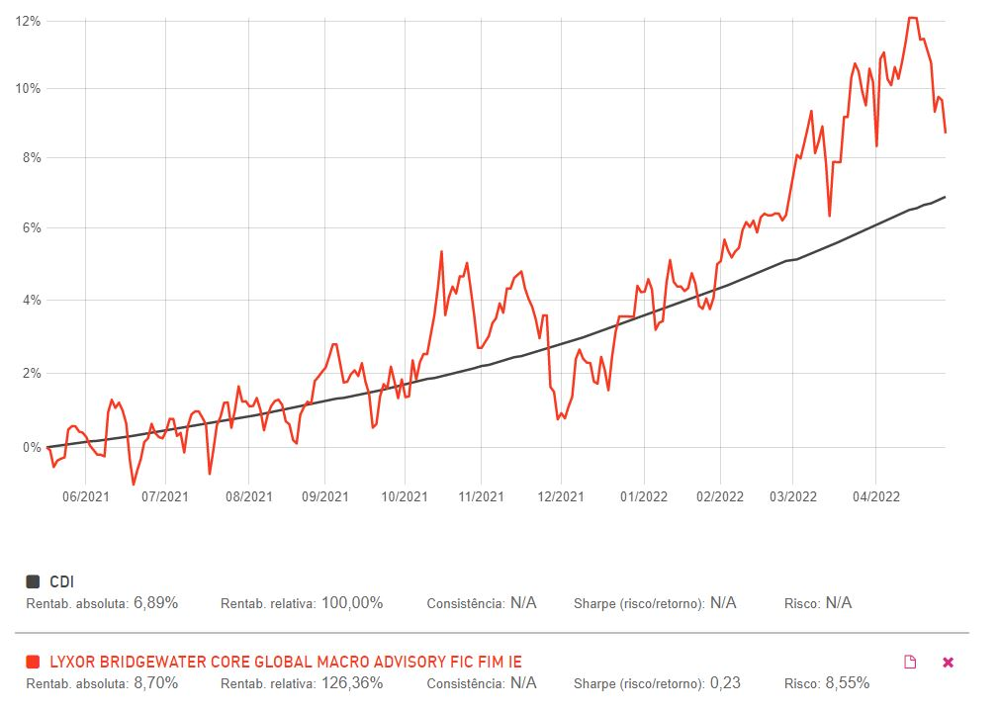 12%
10%
8%
6%
4%
2%
0%
06/2021 07/2021 08/2021 09/2021 10/2021 11/2021 12/2021 01/2022 02/2022 03/2022 04/2022
CDI
Rentab. absoluta: 6,89% Rentab. relativa: 100,00% Consistência: N/A Sharpe (risco/retorno): N/A Risco: N/A
LYXOR BRIDGEWATER CORE GLOBAL MACRO ADVISORY FIC FIM IE
Rentab. absoluta: 8,70% Rentab. relativa: 126,36% Consistência: N/A Sharpe (risco/retorno): 0,23 Risco: 8,55%